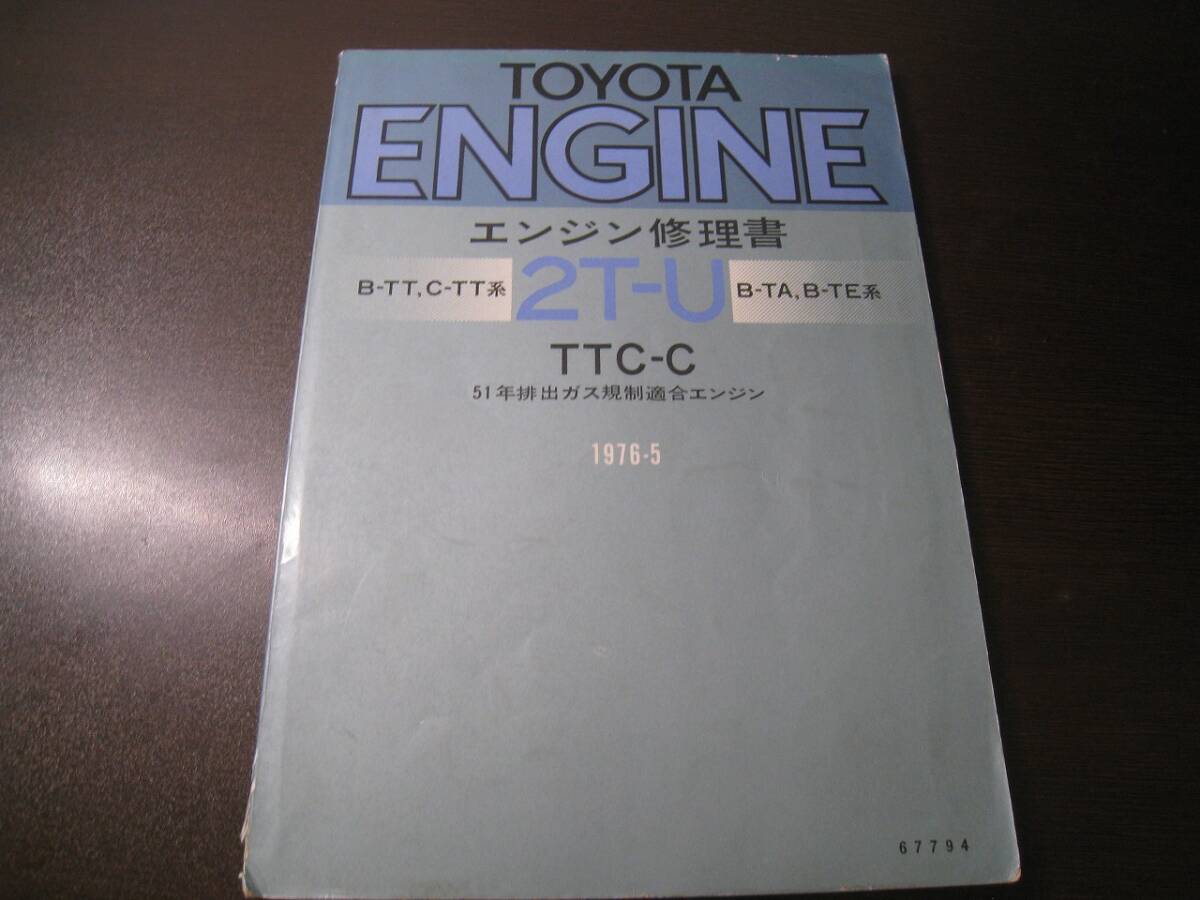 TOYOTA
ENGINE
エンジン修理書
B-TT, C-TT系 2T-U B-TA, B-TE系
TTC-C
51年排出ガス規制適合エンジン
1976-5
67794